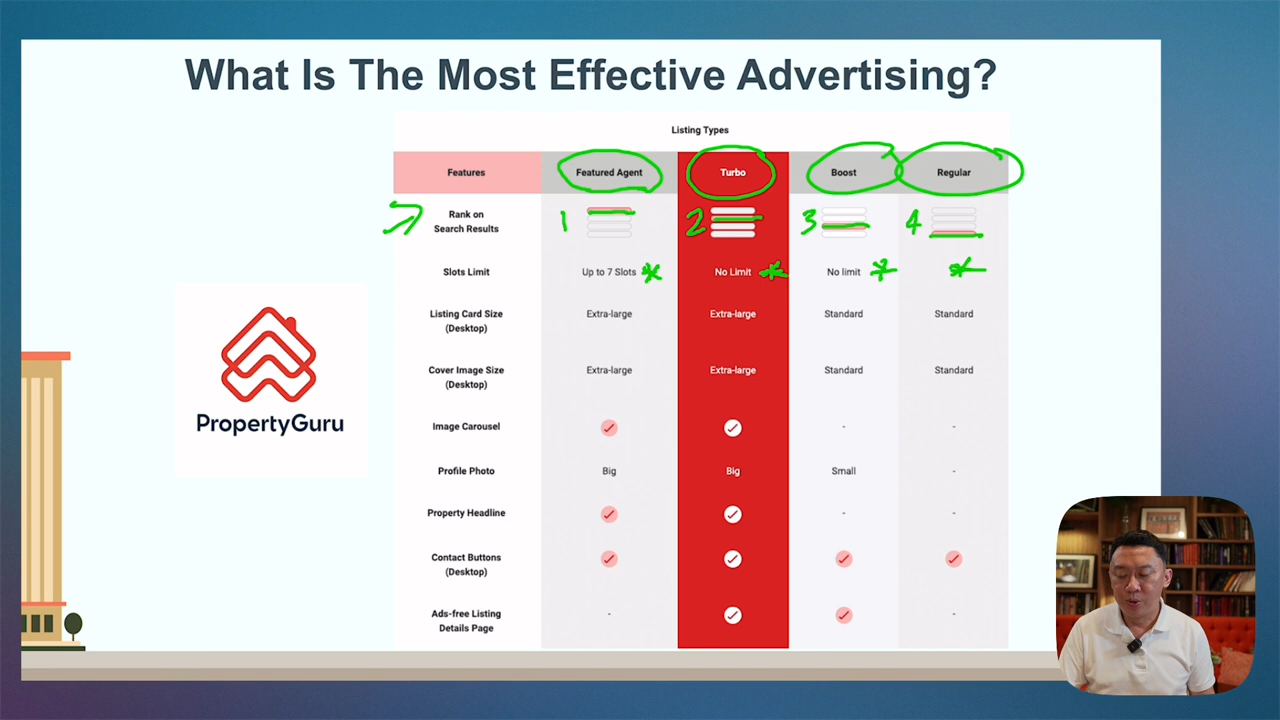 What Is The Most Effective Advertising?
Listing Types
Features Featured Agent Turbo Boost Regular
Rank on
Search Results
1 2 3 4
Slots Limit Up to 7 Slots No Limit No limit
Listing Card Size
(Desktop)
Extra-large Extra-large Standard Standard
Cover Image Size
(Desktop)
Extra-large Extra-large Standard Standard
Image Carousel - -
Profile Photo Big Big Small -
Property Headline - -
Contact Buttons
(Desktop)
Ads-free Listing
Details Page
- -
PropertyGuru